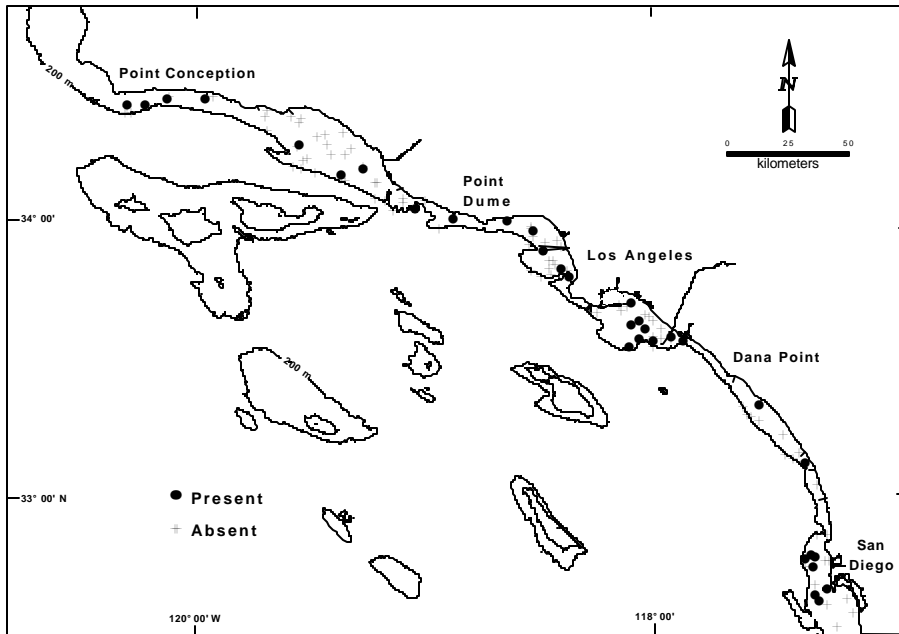 Point Conception
200 m
N
0 25 50
kilometers
Point
Dume
34° 00'
Los Angeles
Dana Point
200 m
33° 00' N
Present
Absent
San
Diego
120° 00' W
118° 00'